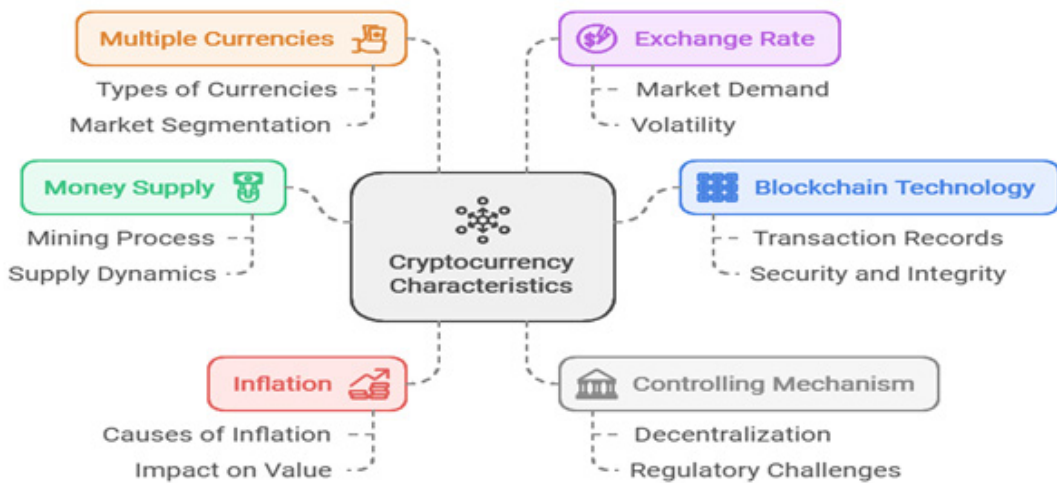 Multiple Currencies
Types of Currencies
Market Segmentation
Exchange Rate
Market Demand
Volatility
Money Supply
Mining Process
Supply Dynamics
Cryptocurrency
Characteristics
Blockchain Technology
Transaction Records
Security and Integrity
Inflation
Causes of Inflation
Impact on Value
Controlling Mechanism
Decentralization
Regulatory Challenges